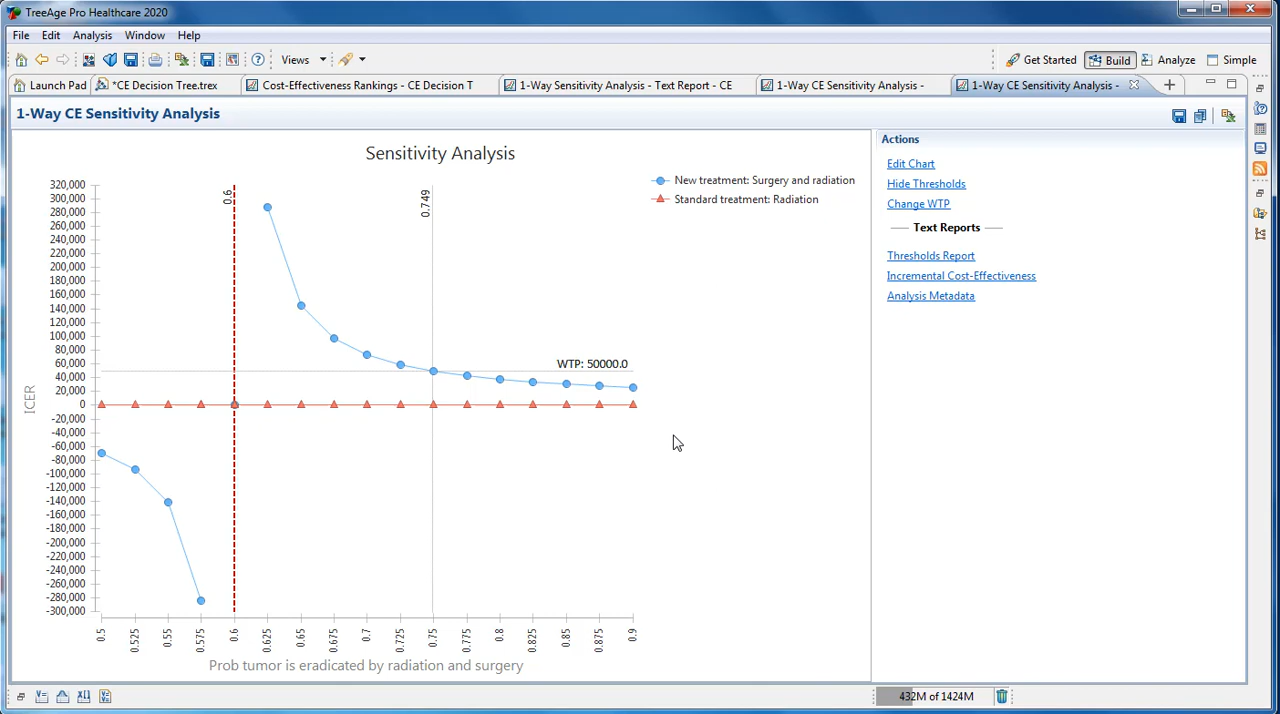 TreeAge Pro Healthcare 2020
File Edit Analysis Window Help
Views Get Started Build Analyze Simple
Launch Pad *CE Decision Tree.trex Cost-Effectiveness Rankings - CE Decision T 1-Way Sensitivity Analysis - Text Report - CE 1-Way CE Sensitivity Analysis - 1-Way CE Sensitivity Analysis -
1-Way CE Sensitivity Analysis
Sensitivity Analysis
New treatment: Surgery and radiation
Standard treatment: Radiation
0.6
0.749
WTP: 50000.0
ICER
320,000
300,000
280,000
260,000
240,000
220,000
200,000
180,000
160,000
140,000
120,000
100,000
80,000
60,000
40,000
20,000
0
-20,000
-40,000
-60,000
-80,000
-100,000
-120,000
-140,000
-160,000
-180,000
-200,000
-220,000
-240,000
-260,000
-280,000
-300,000
0.5 0.525 0.55 0.575 0.6 0.625 0.65 0.675 0.7 0.725 0.75 0.775 0.8 0.825 0.85 0.875 0.9
Prob tumor is eradicated by radiation and surgery
Actions
Edit Chart
Hide Thresholds
Change WTP
Text Reports
Thresholds Report
Incremental Cost-Effectiveness
Analysis Metadata
432M of 1424M